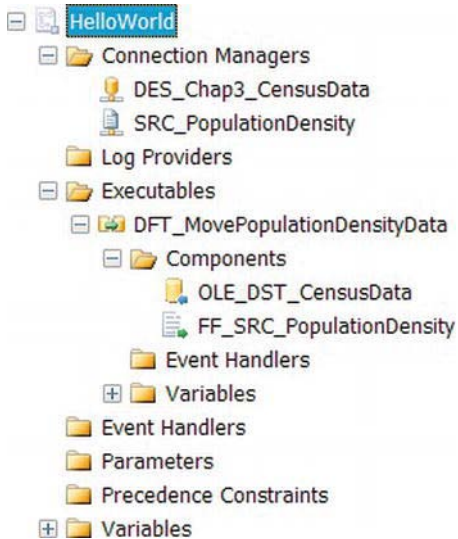 HelloWorld
Connection Managers
DES_Chap3_CensusData
SRC_PopulationDensity
Log Providers
Executables
DFT_MovePopulationDensityData
Components
OLE_DST_CensusData
FF_SRC_PopulationDensity
Event Handlers
Variables
Event Handlers
Parameters
Precedence Constraints
Variables